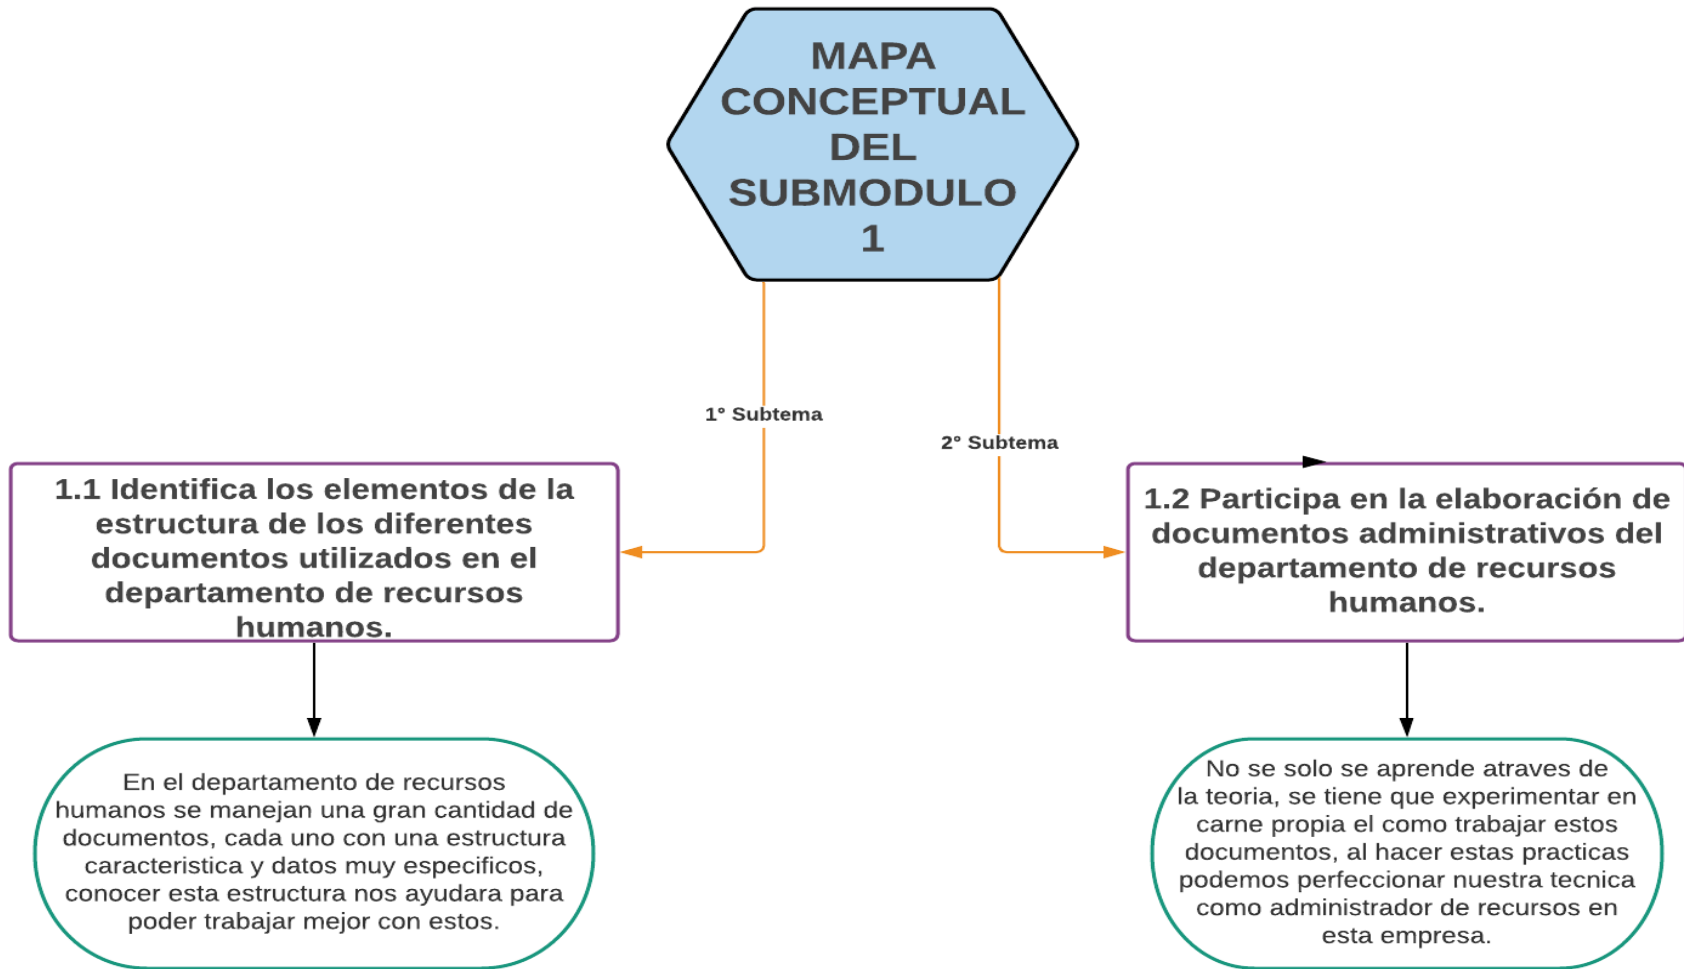 MAPA
CONCEPTUAL
DEL
SUBMODULO
1
1° Subtema
2° Subtema
1.1 Identifica los elementos de la
estructura de los diferentes
documentos utilizados en el
departamento de recursos
humanos.
1.2 Participa en la elaboración de
documentos administrativos del
departamento de recursos
humanos.
En el departamento de recursos
humanos se manejan una gran cantidad de
documentos, cada uno con una estructura
caracteristica y datos muy especificos,
conocer esta estructura nos ayudara para
poder trabajar mejor con estos.
No se solo se aprende atraves de
la teoria, se tiene que experimentar en
carne propia el como trabajar estos
documentos, al hacer estas practicas
podemos perfeccionar nuestra tecnica
como administrador de recursos en
esta empresa.